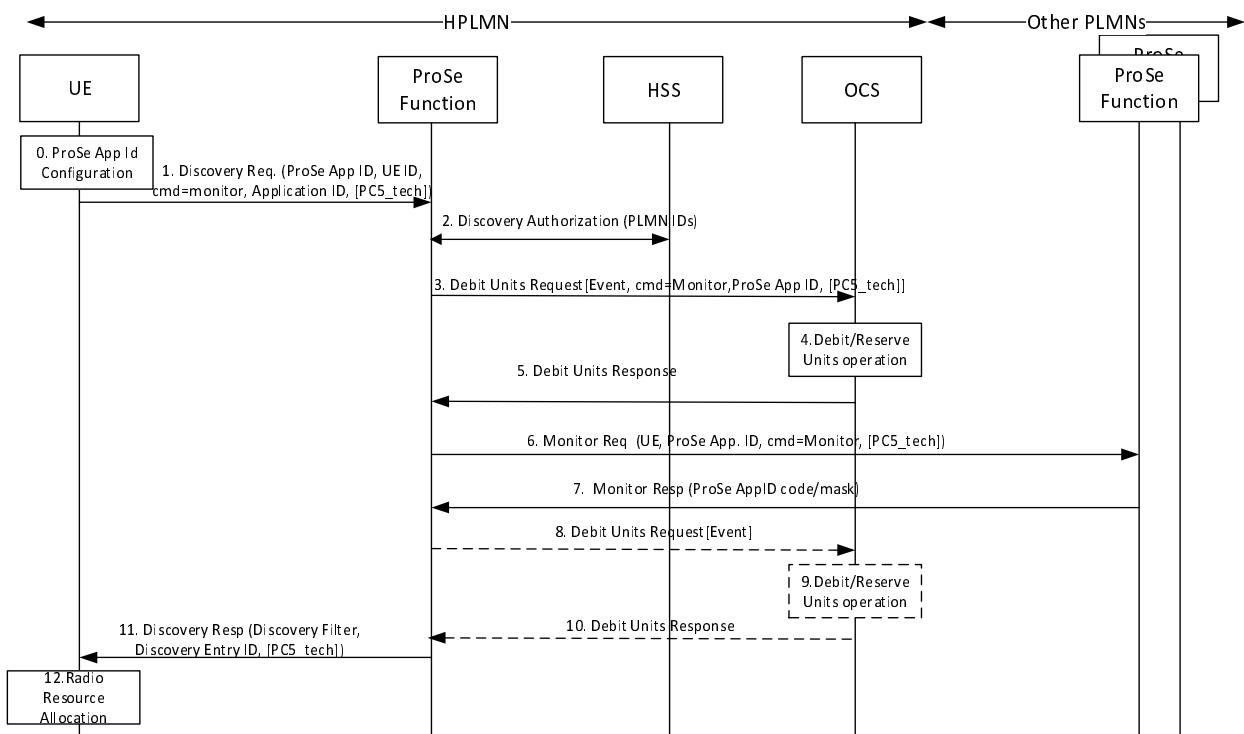 HPLMN
Other PLMNs
UE
ProSe
Function
HSS
OCS
ProSe
ProSe
Function
0. ProSe App Id
Configuration
1. Discovery Req. (ProSe App ID, UE ID,
cmd=monitor, Application ID, [PC5_tech])
2. Discovery Authorization (PLMN IDs)
3. Debit Units Request[Event, cmd=Monitor,ProSe App ID, [PC5_tech]]
4.Debit/Reserve
Units operation
5. Debit Units Response
6. Monitor Req (UE, ProSe App. ID, cmd=Monitor, [PC5_tech])
7. Monitor Resp (ProSe AppID code/mask)
8. Debit Units Request[Event]
9.Debit/Reserve
Units operation
10. Debit Units Response
11. Discovery Resp (Discovery Filter,
Discovery Entry ID, [PC5_tech])
12.Radio
Resource
Allocation